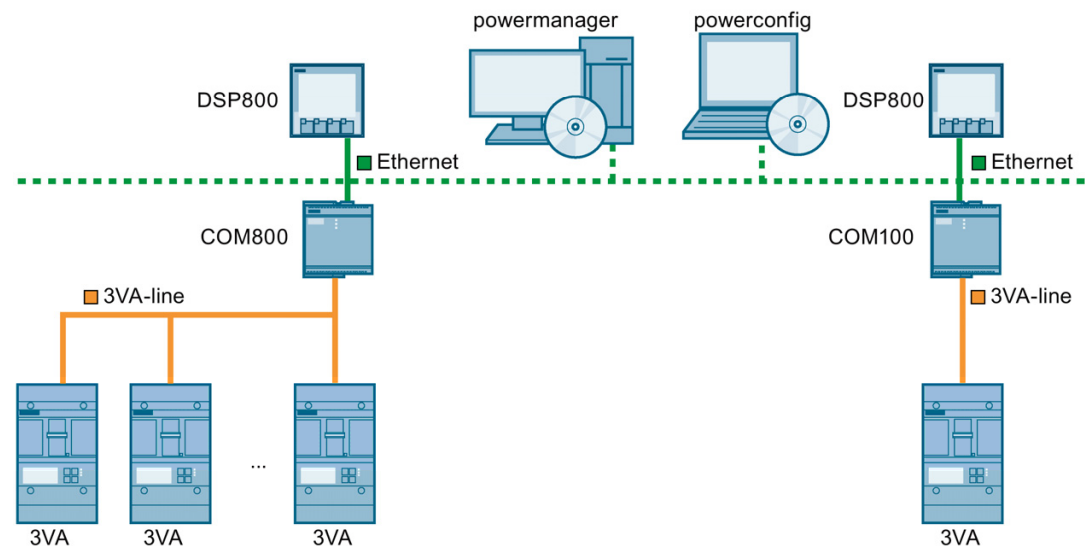 powermanager
powerconfig
DSP800
DSP800
Ethernet
Ethernet
COM800
COM100
3VA-line
3VA-line
...
3VA
3VA
3VA
3VA